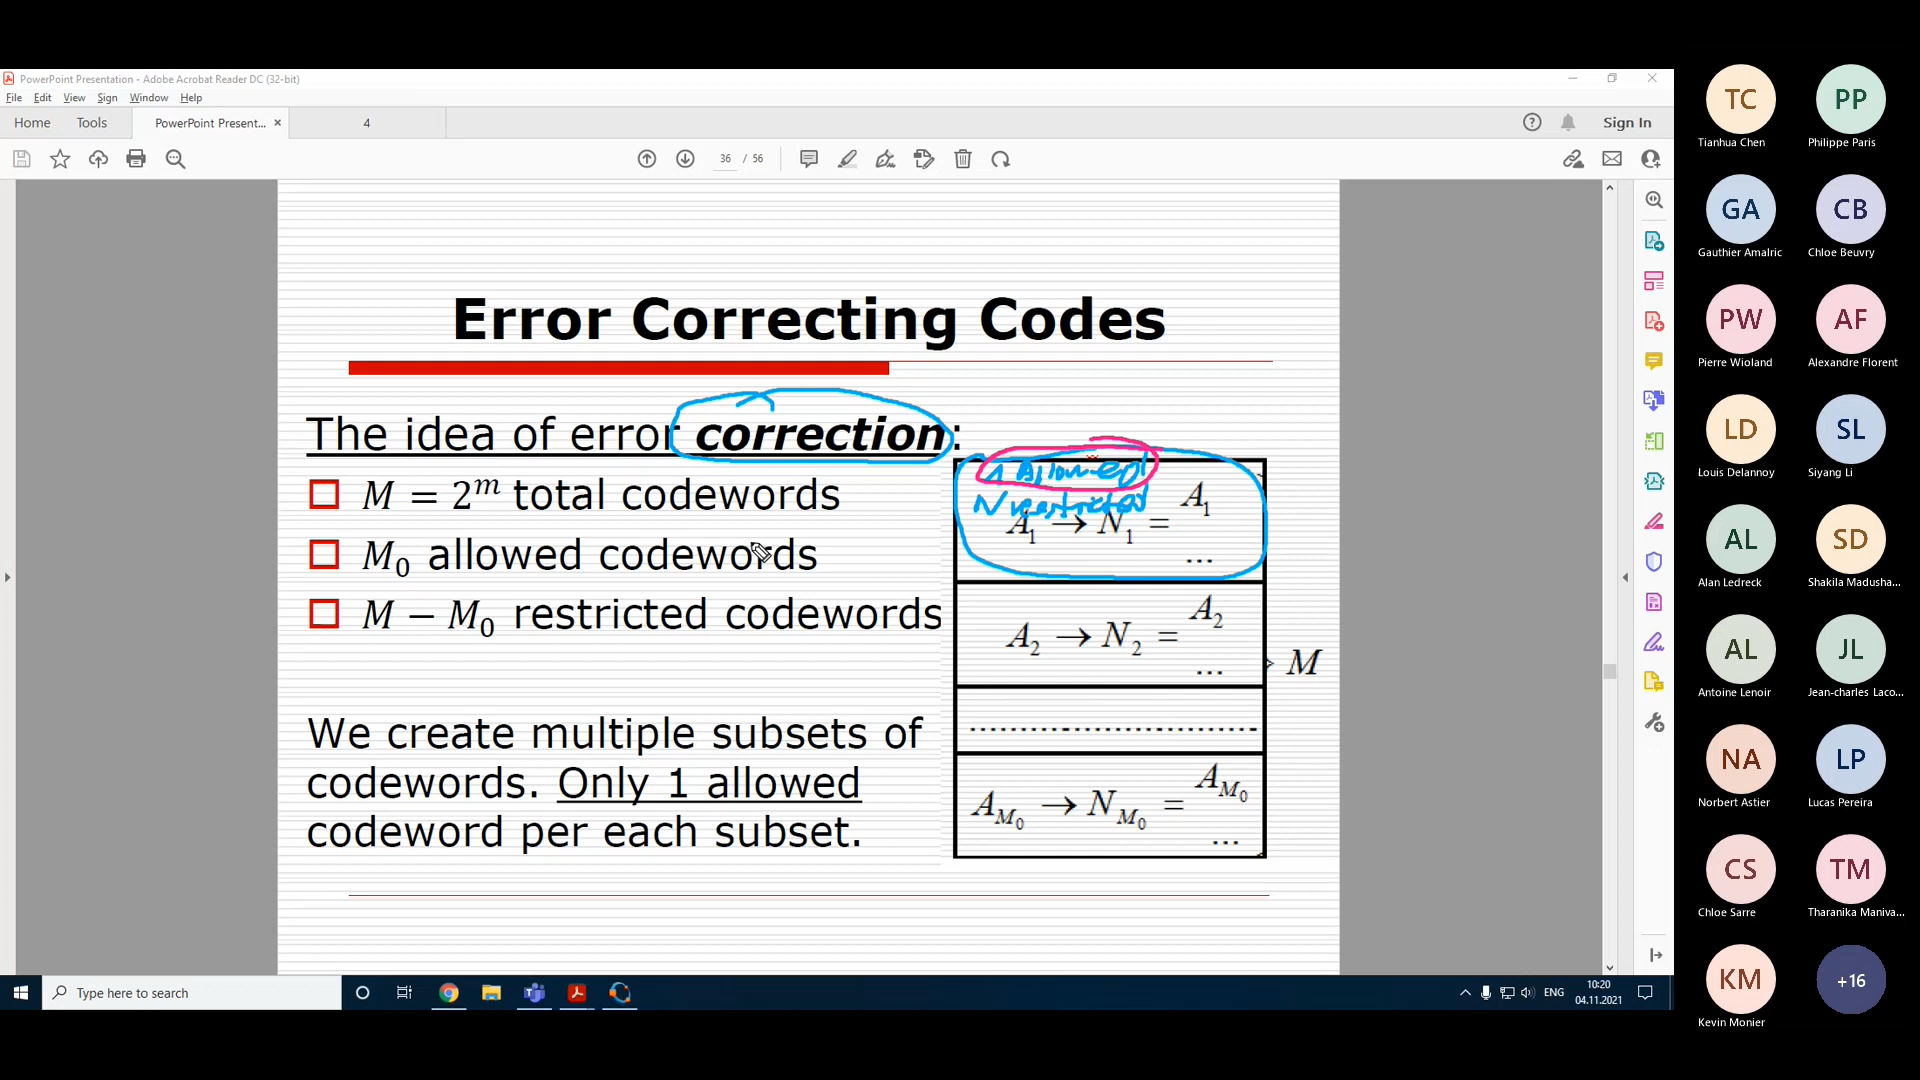 PowerPoint Presentation - Adobe Acrobat Reader DC (32-bit)
File Edit View Sign Window Help
Home Tools PowerPoint Present... × 4 Sign In
36 / 56
Error Correcting Codes
The idea of error correction:
M = 2^m total codewords
M₀ allowed codewords
M − M₀ restricted codewords
We create multiple subsets of
codewords. Only 1 allowed
codeword per each subset.
1 Allowed
N restricted
A₁ → N₁ = A₁
...
A₂ → N₂ = A₂
...
M
A_{M₀} → N_{M₀} = A_{M₀}
...
Type here to search
ENG
10:20
04.11.2021
TC PP
Tianhua Chen Philippe Paris
GA CB
Gauthier Amalric Chloe Beuvry
PW AF
Pierre Wioland Alexandre Florent
LD SL
Louis Delannoy Siyang Li
AL SD
Alan Ledreck Shakila Madusha...
AL JL
Antoine Lenoir Jean-charles Laco...
NA LP
Norbert Astier Lucas Pereira
CS TM
Chloe Sarre Tharanika Maniva...
KM +16
Kevin Monier